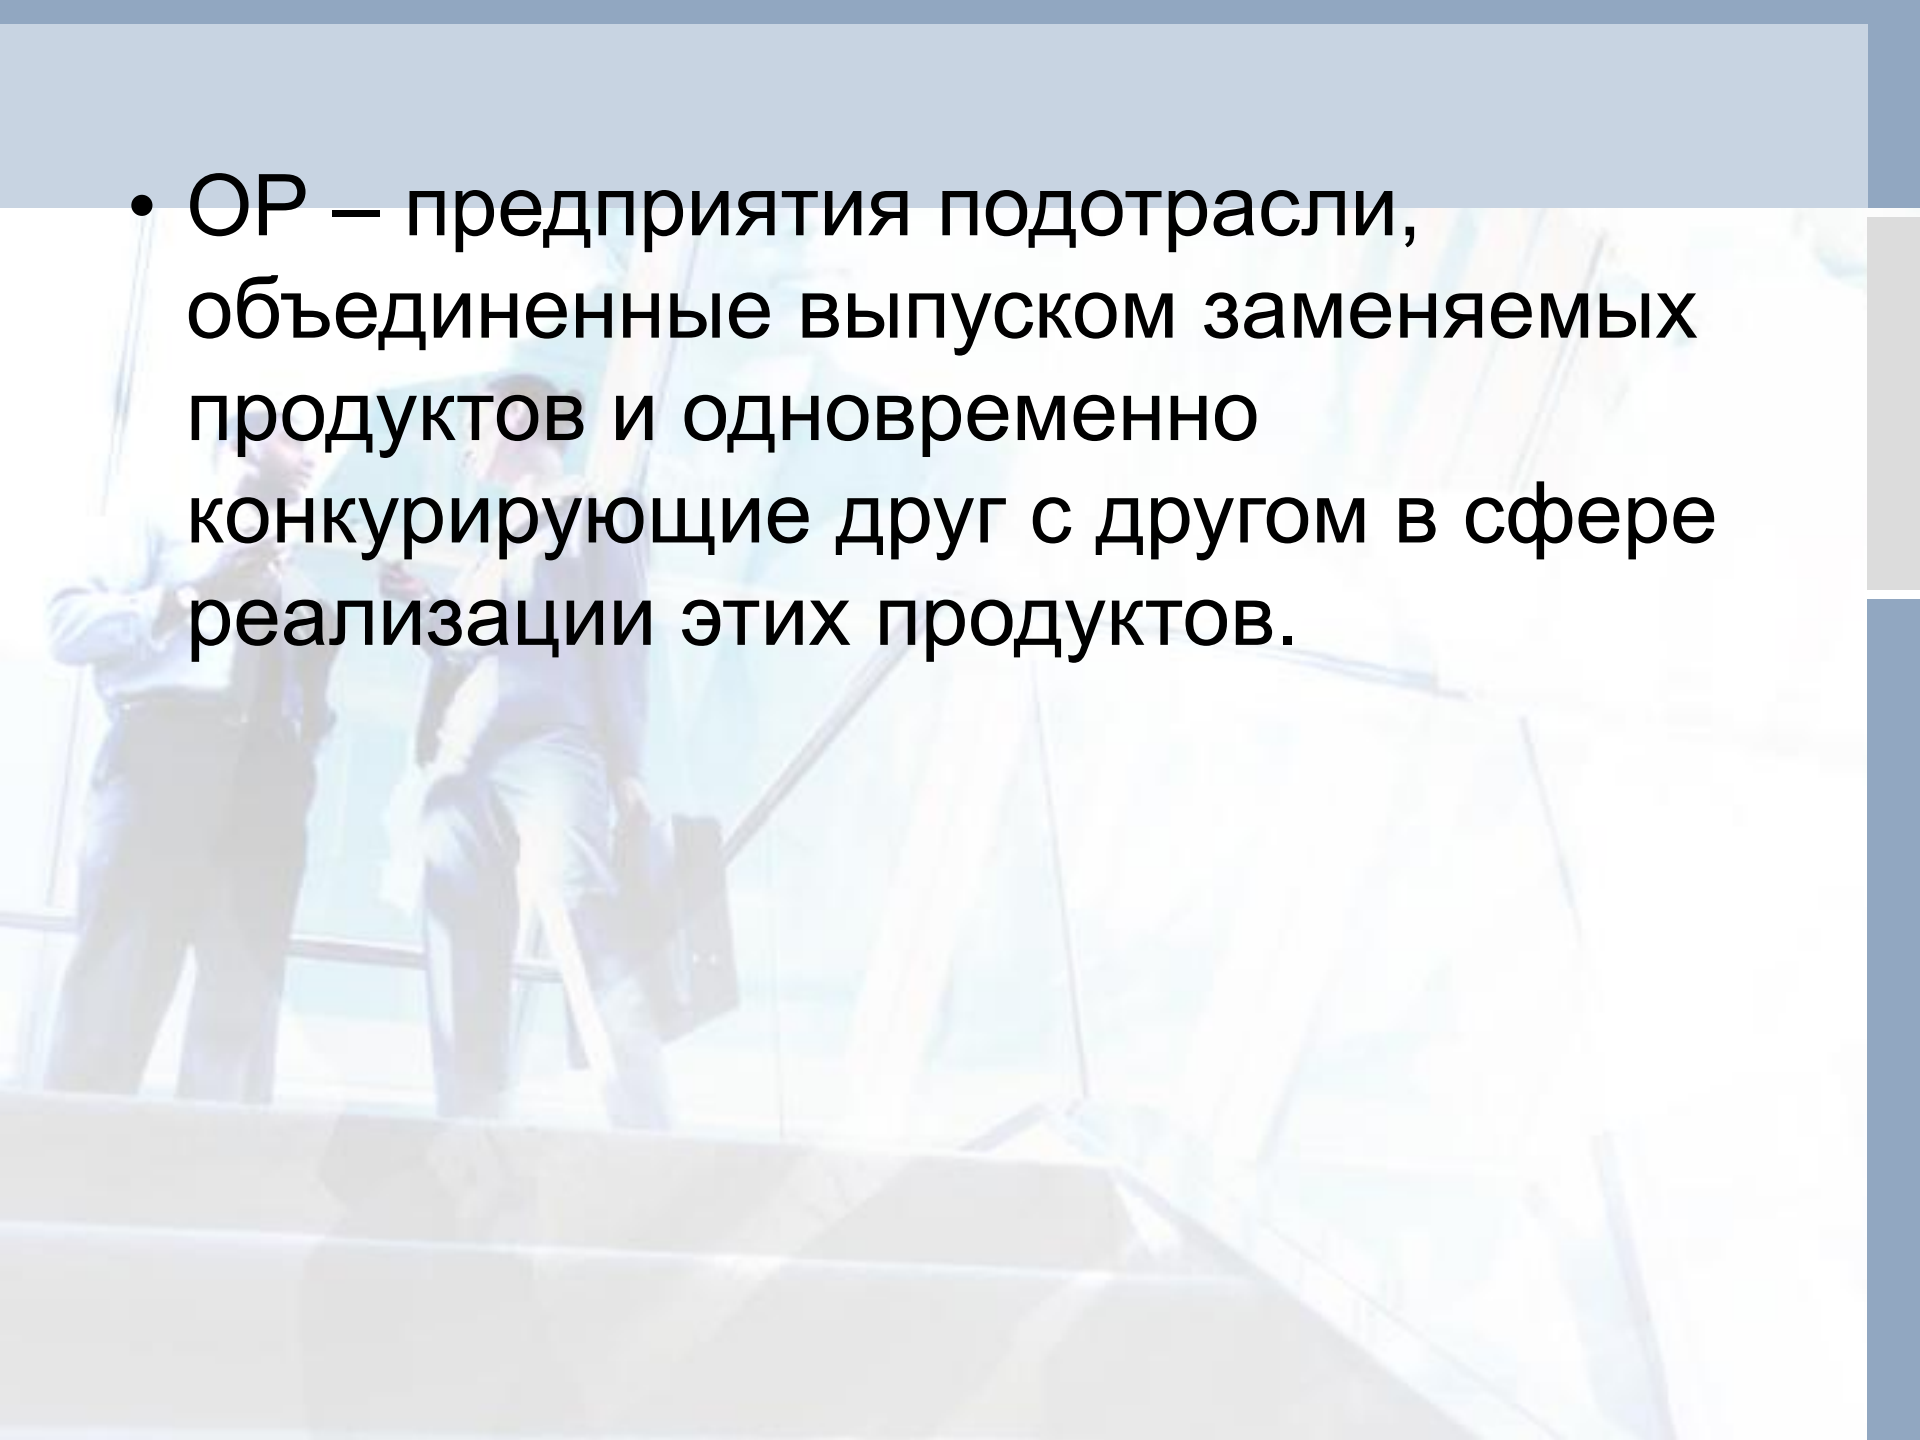 • ОР – предприятия подотрасли,
объединенные выпуском заменяемых
продуктов и одновременно
конкурирующие друг с другом в сфере
реализации этих продуктов.